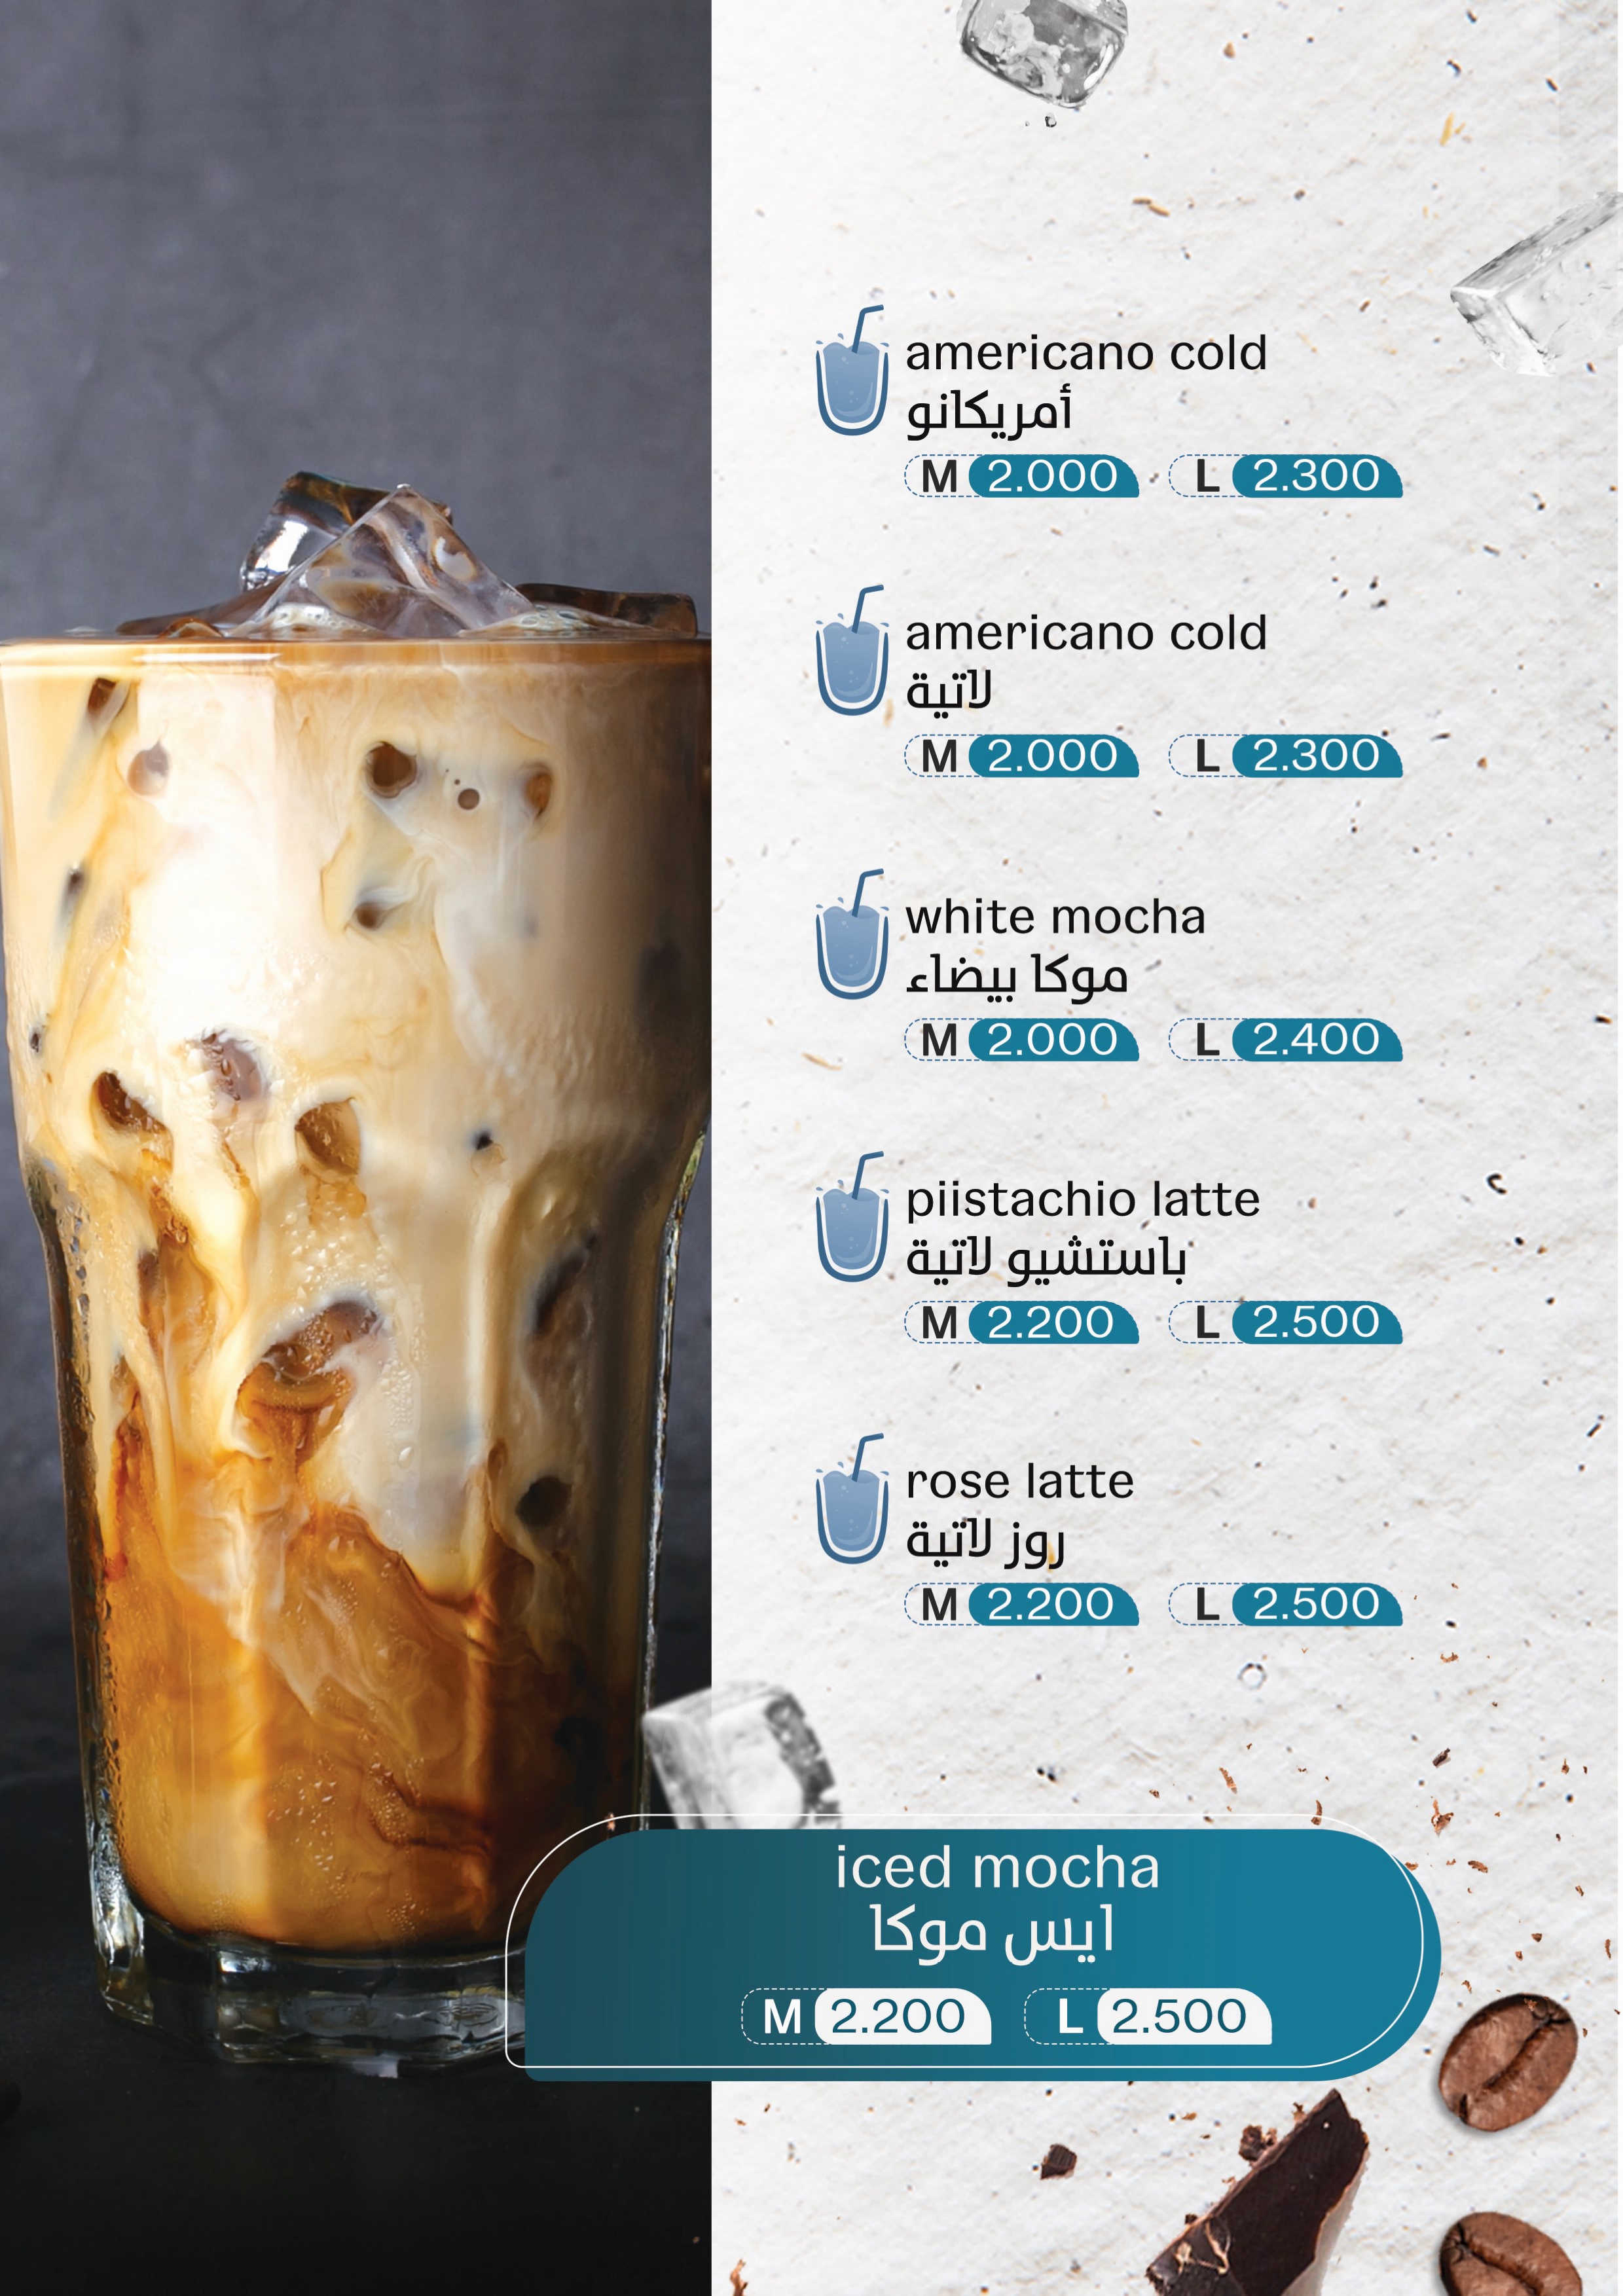 americano cold
أمريكانو
M 2.000 L 2.300
americano cold
لاتية
M 2.000 L 2.300
white mocha
موكا بيضاء
M 2.000 L 2.400
piistachio latte
باستشيو لاتية
M 2.200 L 2.500
rose latte
روز لاتية
M 2.200 L 2.500
iced mocha
ايس موكا
M 2.200 L 2.500